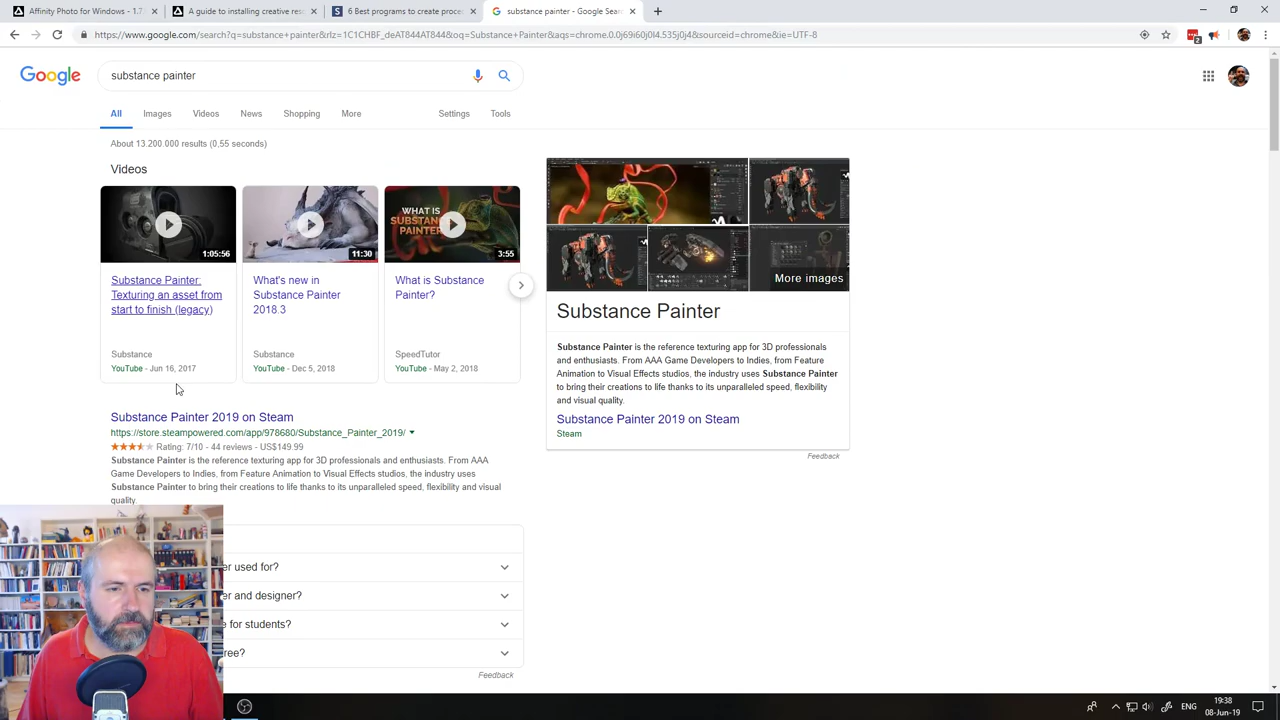 Affinity Photo for Windows - 1.7
A guide to installing creative res
6 Best programs to create proce
substance painter - Google Sear
https://www.google.com/search?q=substance+painter&rlz=1C1CHBF_deAT844AT844&oq=Substance+Painter&aqs=chrome.0.0j69i60j0l4.535j0j4&sourceid=chrome&ie=UTF-8
Google
substance painter
All Images Videos News Shopping More Settings Tools
About 13.200.000 results (0,55 seconds)
Videos
1:05:56
Substance Painter:
Texturing an asset from
start to finish (legacy)
Substance
YouTube - Jun 16, 2017
11:30
What's new in
Substance Painter
2018.3
Substance
YouTube - Dec 5, 2018
WHAT IS
SUBSTANCE
PAINTER
3:55
What is Substance
Painter?
SpeedTutor
YouTube - May 2, 2018
Substance Painter 2019 on Steam
https://store.steampowered.com/app/978680/Substance_Painter_2019/
Rating: 7/10 - 44 reviews - US$149.99
Substance Painter is the reference texturing app for 3D professionals and enthusiasts. From AAA
Game Developers to Indies, from Feature Animation to Visual Effects studios, the industry uses
Substance Painter to bring their creations to life thanks to its unparalleled speed, flexibility and visual
quality.
er used for?
er and designer?
e for students?
ree?
Feedback
More images
Substance Painter
Substance Painter is the reference texturing app for 3D professionals
and enthusiasts. From AAA Game Developers to Indies, from Feature
Animation to Visual Effects studios, the industry uses Substance Painter
to bring their creations to life thanks to its unparalleled speed, flexibility
and visual quality.
Substance Painter 2019 on Steam
Steam
Feedback
ENG
19:38
08-Jun-19